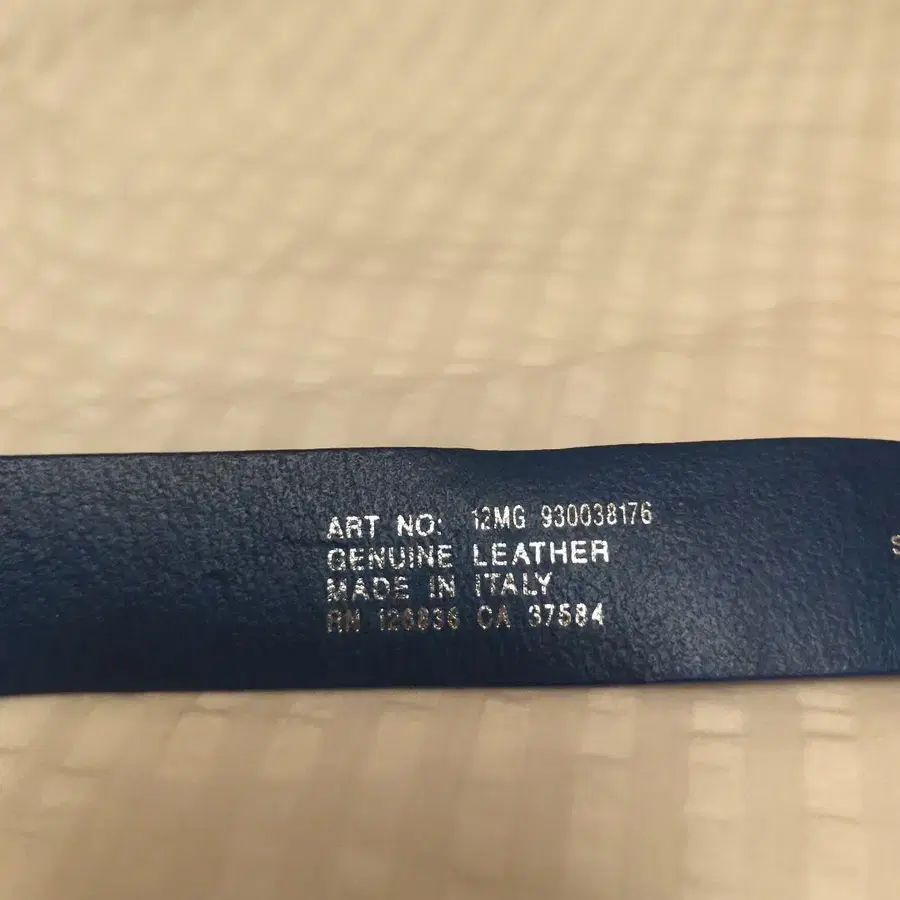 ART NO: 12MG 930038176
GENUINE LEATHER
MADE IN ITALY
RN 126836 CA 37584
S